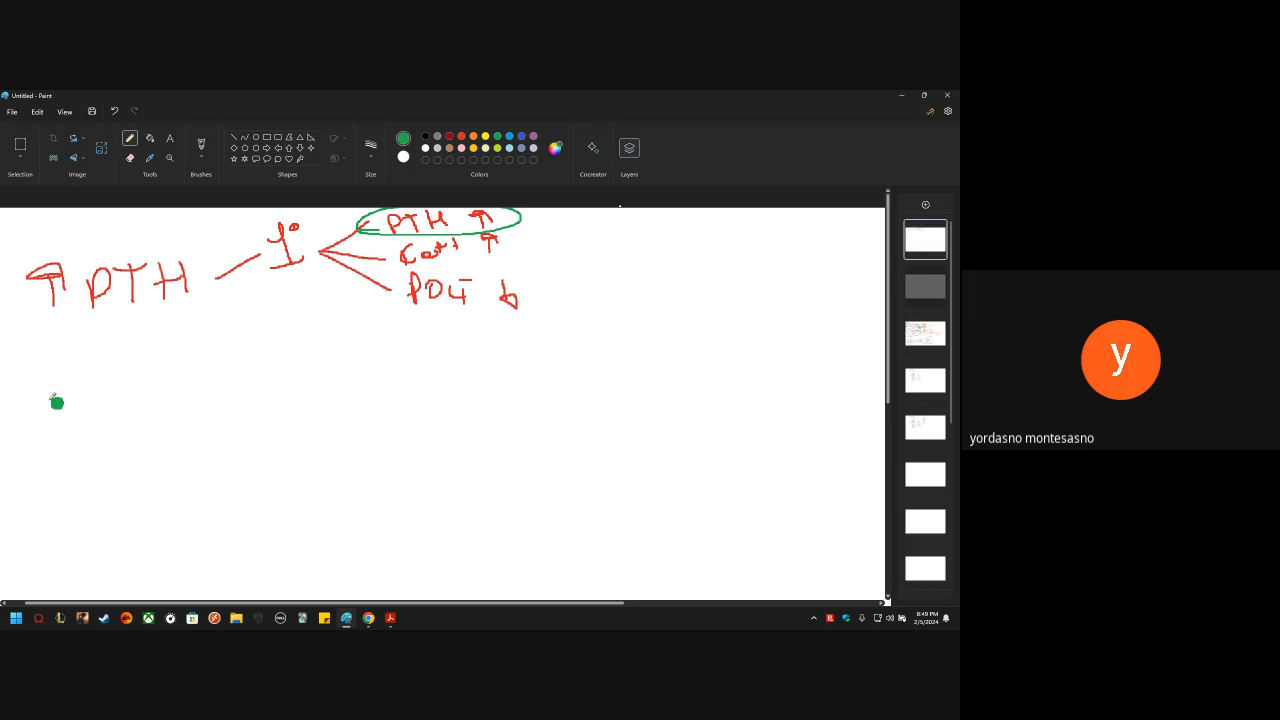 Untitled - Paint
File Edit View
Selection Image Tools Brushes Shapes Size Colors Cocreator Layers
PTH ↑
1° Ca++ ↑
↑ PTH PO4 ↓
y
yordasno montesasno
8:49 PM
2/5/2024